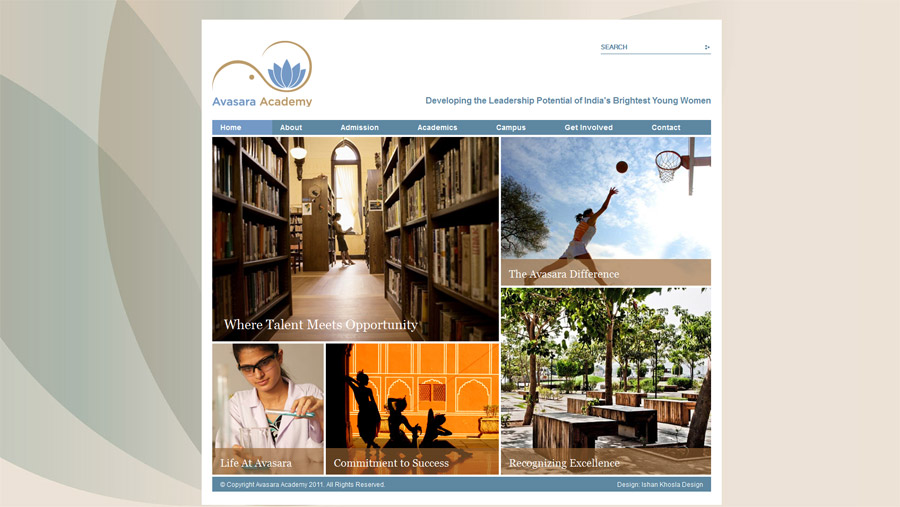 SEARCH
Avasara Academy
Developing the Leadership Potential of India's Brightest Young Women
Home About Admission Academics Campus Get Involved Contact
Where Talent Meets Opportunity
The Avasara Difference
Life At Avasara
Commitment to Success
Recognizing Excellence
© Copyright Avasara Academy 2011. All Rights Reserved.
Design: Ishan Khosla Design